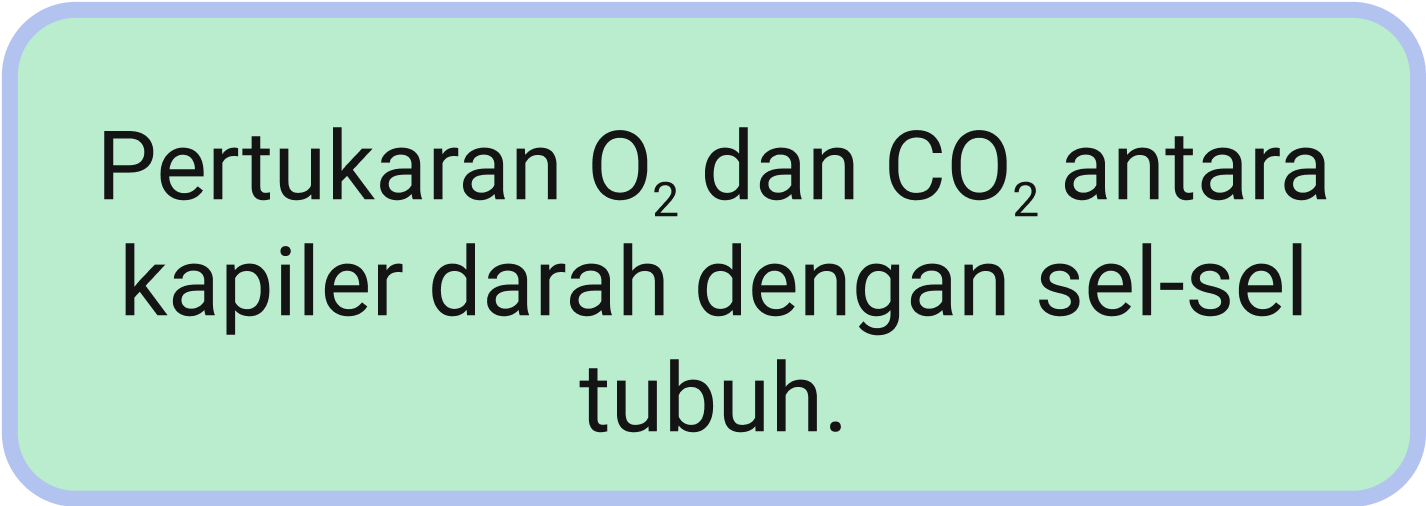 Pertukaran O₂ dan CO₂ antara
kapiler darah dengan sel-sel
tubuh.